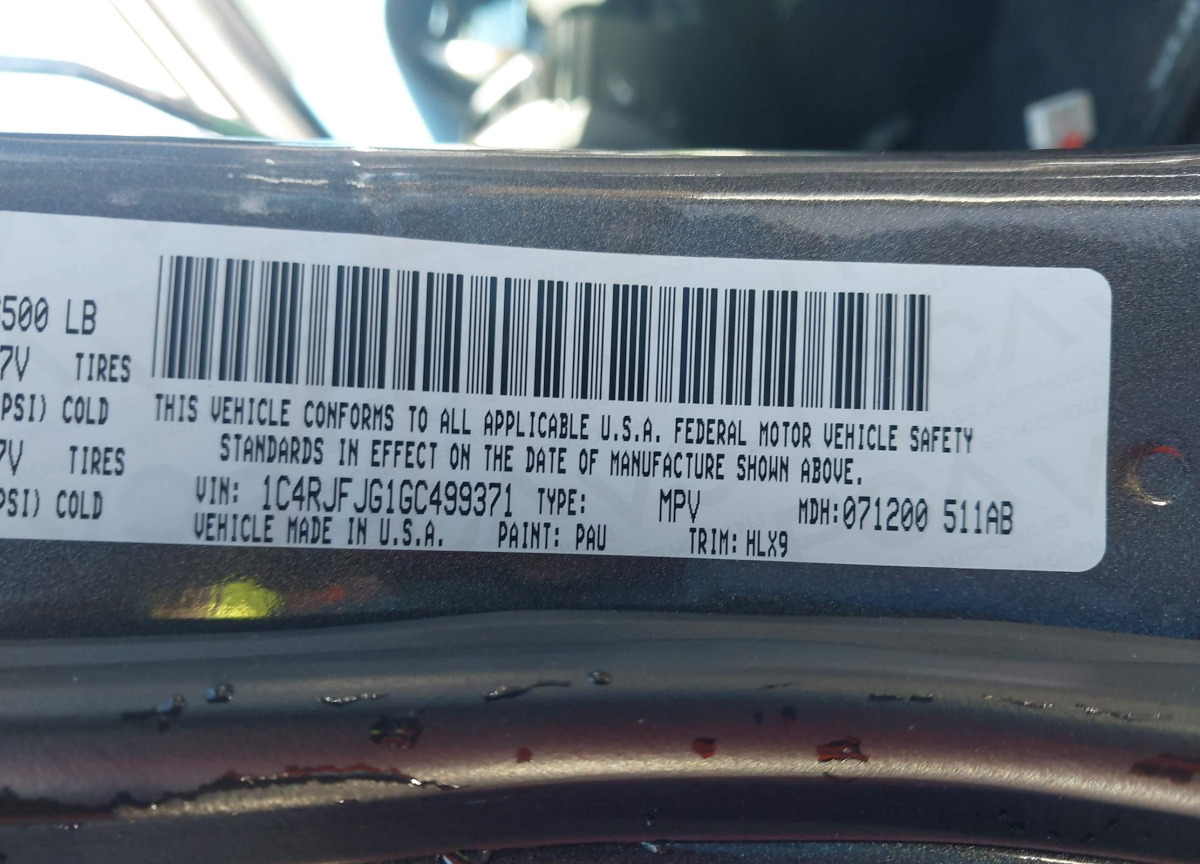 500 LB
7V TIRES
PSI) COLD
7V TIRES
PSI) COLD
THIS VEHICLE CONFORMS TO ALL APPLICABLE U.S.A. FEDERAL MOTOR VEHICLE SAFETY
STANDARDS IN EFFECT ON THE DATE OF MANUFACTURE SHOWN ABOVE.
VIN: 1C4RJFJG1GC499371 TYPE: MPV MDH:071200 511AB
VEHICLE MADE IN U.S.A. PAINT: PAU TRIM: HLX9